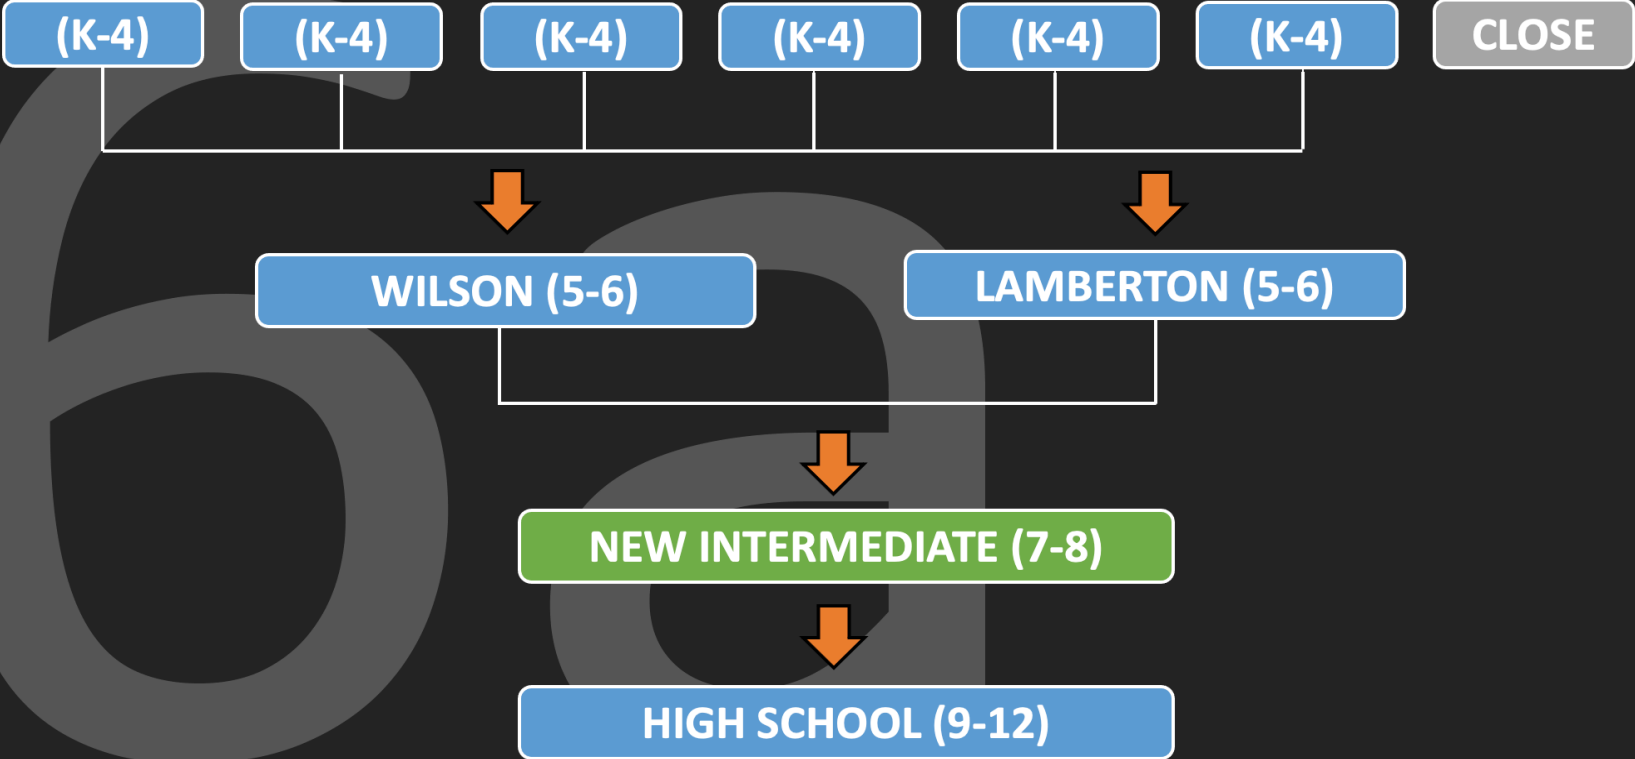 (K-4) (K-4) (K-4) (K-4) (K-4) (K-4) CLOSE
WILSON (5-6) LAMBERTON (5-6)
NEW INTERMEDIATE (7-8)
HIGH SCHOOL (9-12)
6a